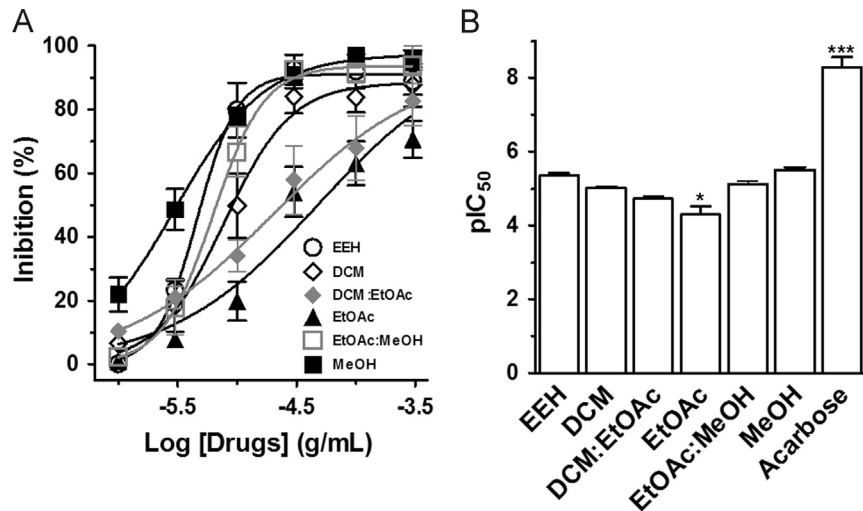 A
Inibition (%)
100
80
60
40
20
0
EEH
DCM
DCM:EtOAc
EtOAc
EtOAc:MeOH
MeOH
-5.5
-4.5
-3.5
Log [Drugs] (g/mL)
B
pIC50
8
6
4
2
0
*
***
EEH
DCM
DCM:EtOAc
EtOAc
EtOAc:MeOH
MeOH
Acarbose